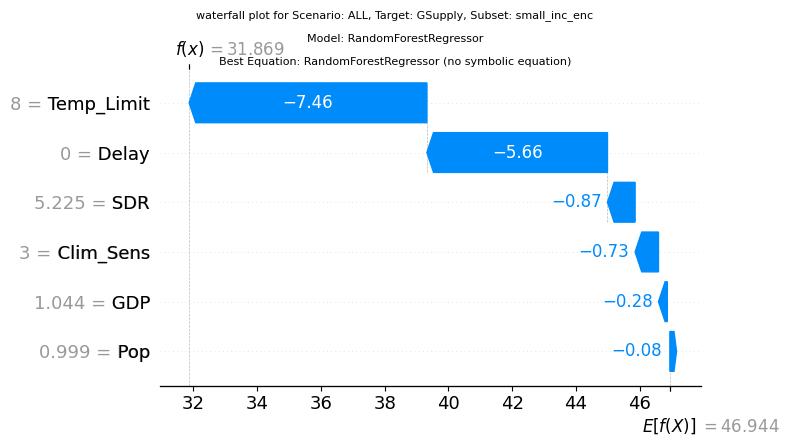 waterfall plot for Scenario: ALL, Target: GSupply, Subset: small_inc_enc
Model: RandomForestRegressor
f(x) = 31.869
Best Equation: RandomForestRegressor (no symbolic equation)
8 = Temp_Limit
−7.46
0 = Delay
−5.66
5.225 = SDR
−0.87
3 = Clim_Sens
−0.73
1.044 = GDP
−0.28
0.999 = Pop
−0.08
32 34 36 38 40 42 44 46
E[f(X)] = 46.944